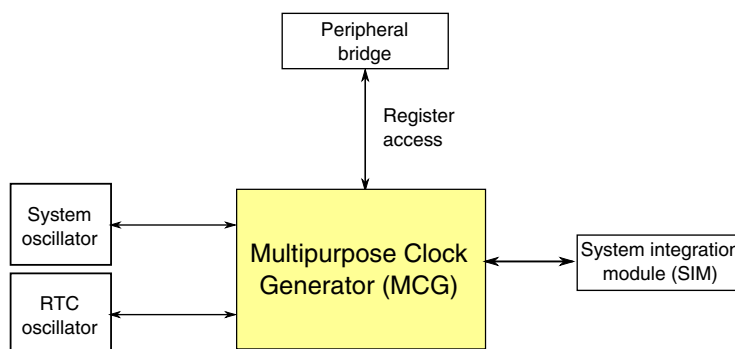 Peripheral
bridge
Register
access
System
oscillator
Multipurpose Clock
Generator (MCG)
System integration
module (SIM)
RTC
oscillator